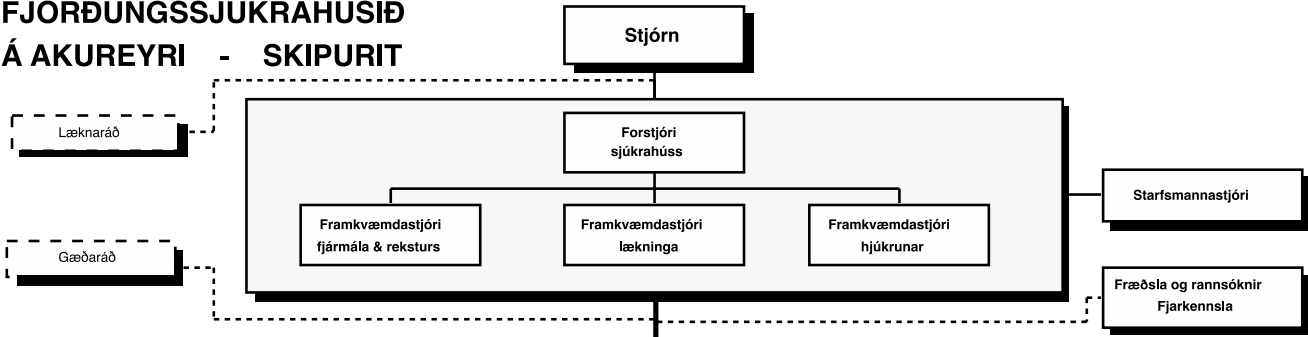 FJÓRÐUNGSSJÚKRAHÚSIÐ
Á AKUREYRI - SKIPURIT
Stjórn
Læknaráð
Forstjóri
sjúkrahúss
Starfsmannastjóri
Framkvæmdastjóri
fjármála & reksturs
Framkvæmdastjóri
lækninga
Framkvæmdastjóri
hjúkrunar
Gæðaráð
Fræðsla og rannsóknir
Fjarkennsla